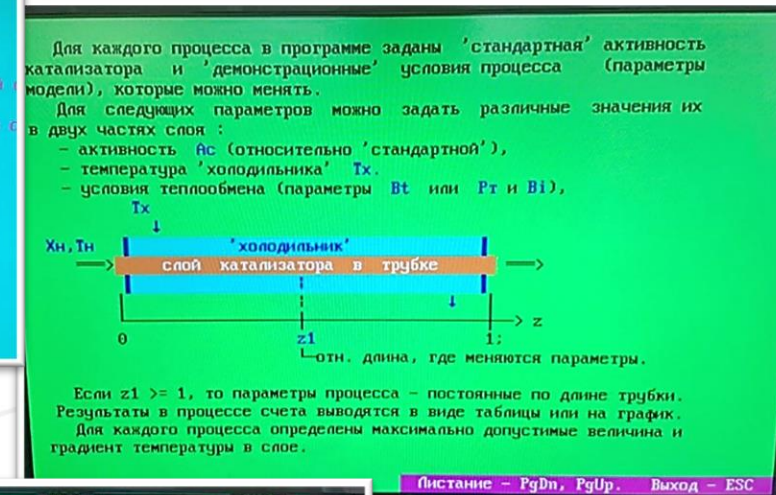 Для каждого процесса в программе заданы 'стандартная' активность
катализатора и 'демонстрационные' условия процесса (параметры
модели), которые можно менять.
Для следующих параметров можно задать различные значения их
в двух частях слоя :
- активность Ac (относительно 'стандартной'),
- температура 'холодильника' Tx.
- условия теплообмена (параметры Bt или Pт и Bi),
Tx
↓
Xн,Tн
'холодильник'
слой катализатора в трубке
↓
0 z1 1; z
отн. длина, где меняются параметры.
Если z1 >= 1, то параметры процесса - постоянные по длине трубки.
Результаты в процессе счета выводятся в виде таблицы или на график.
Для каждого процесса определены максимально допустимые величина и
градиент температуры в слое.
Листание - PgDn, PgUp. Выход - ESC